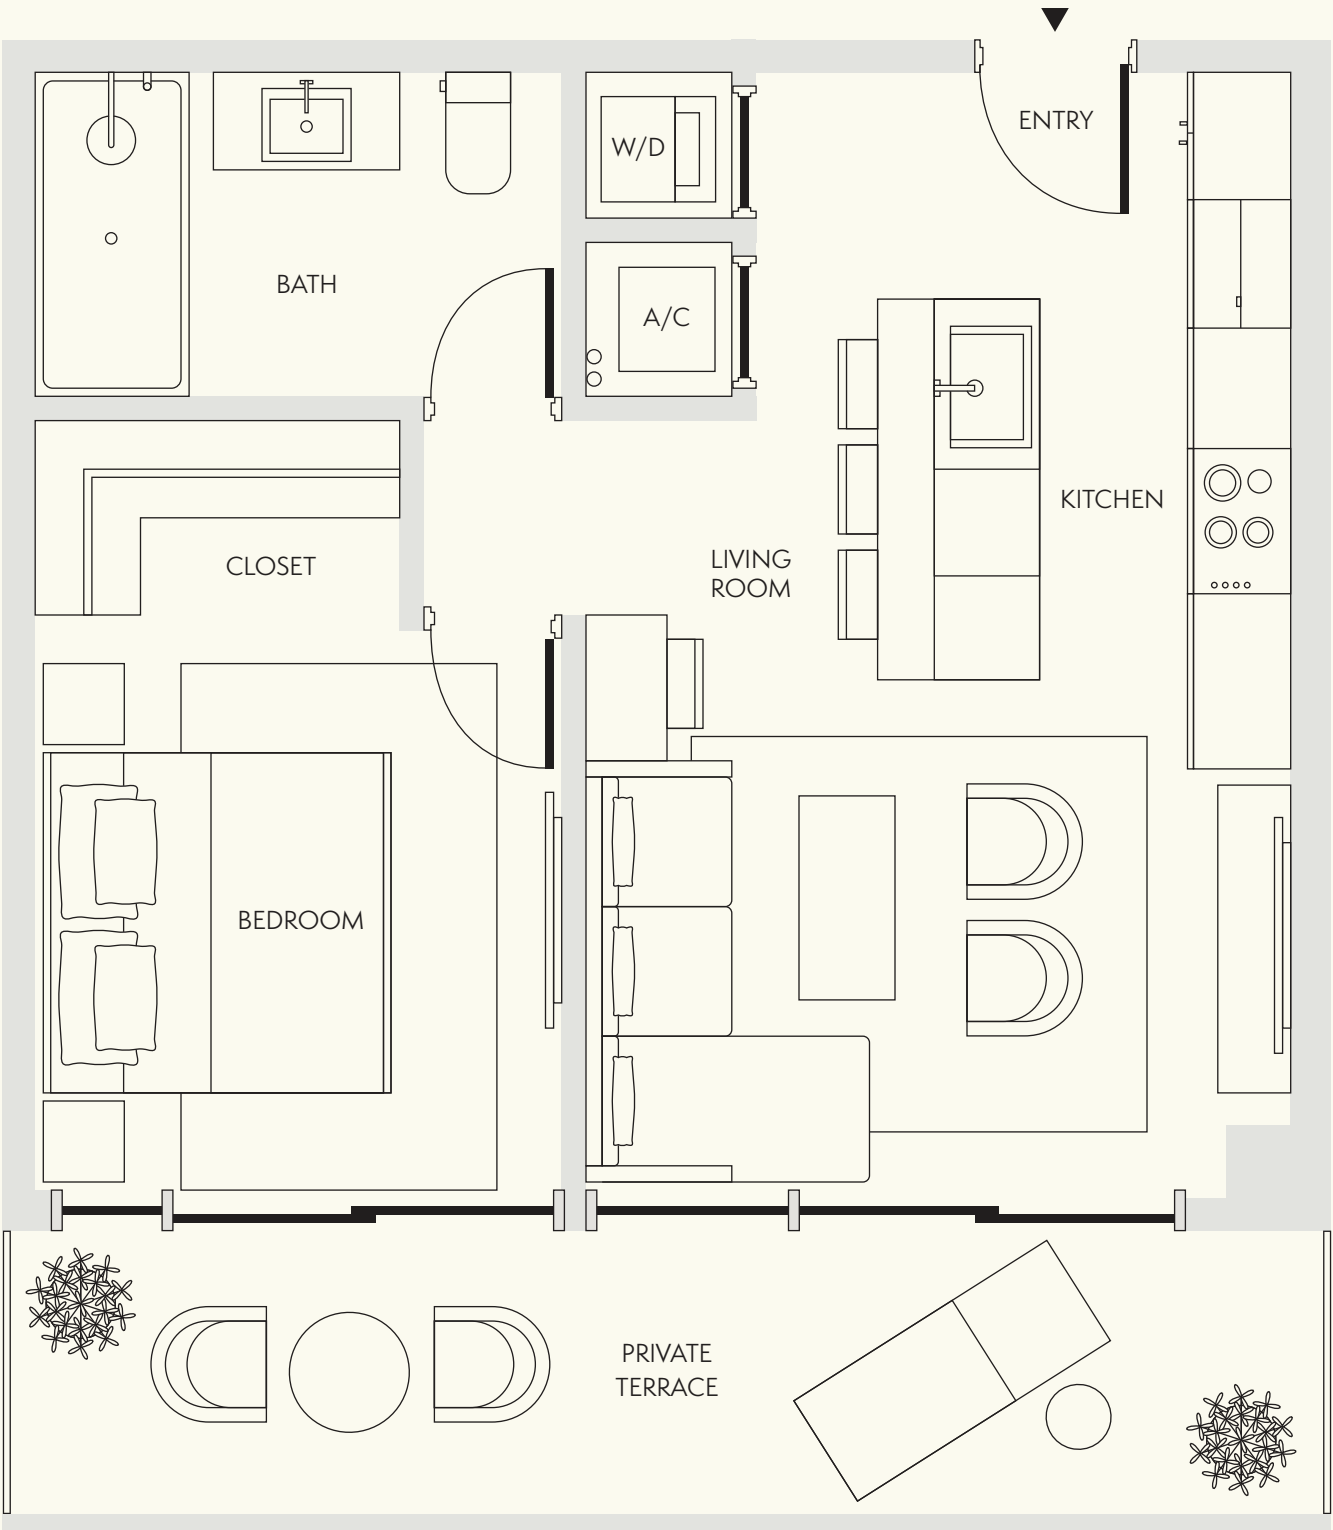 ENTRY
W/D
BATH
A/C
KITCHEN
LIVING
ROOM
CLOSET
BEDROOM
PRIVATE
TERRACE